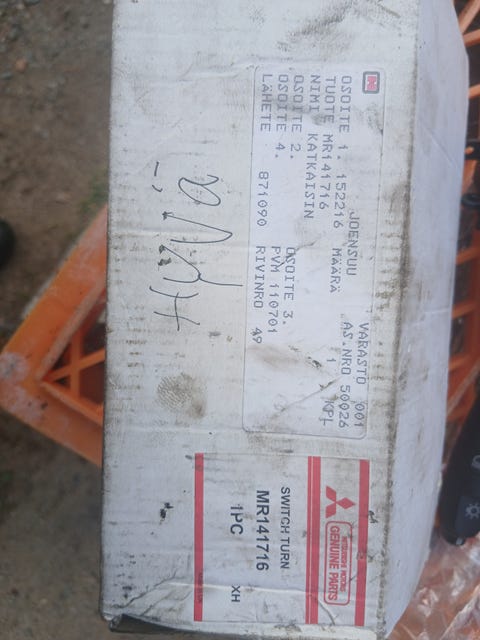 JOENSUU VARASTO 001
OSOITE 1. 152216 AS.NRO 50026
TUOTE MR141716 MÄÄRÄ 1 KPL
NIMI KATKAISIN
OSOITE 2. OSOITE 3.
OSOITE 4. PVM 110701
LÄHETE 871090 RIVINRO 49
MITSUBISHI MOTORS
GENUINE PARTS
SWITCH TURN
MR141716
1PC XH